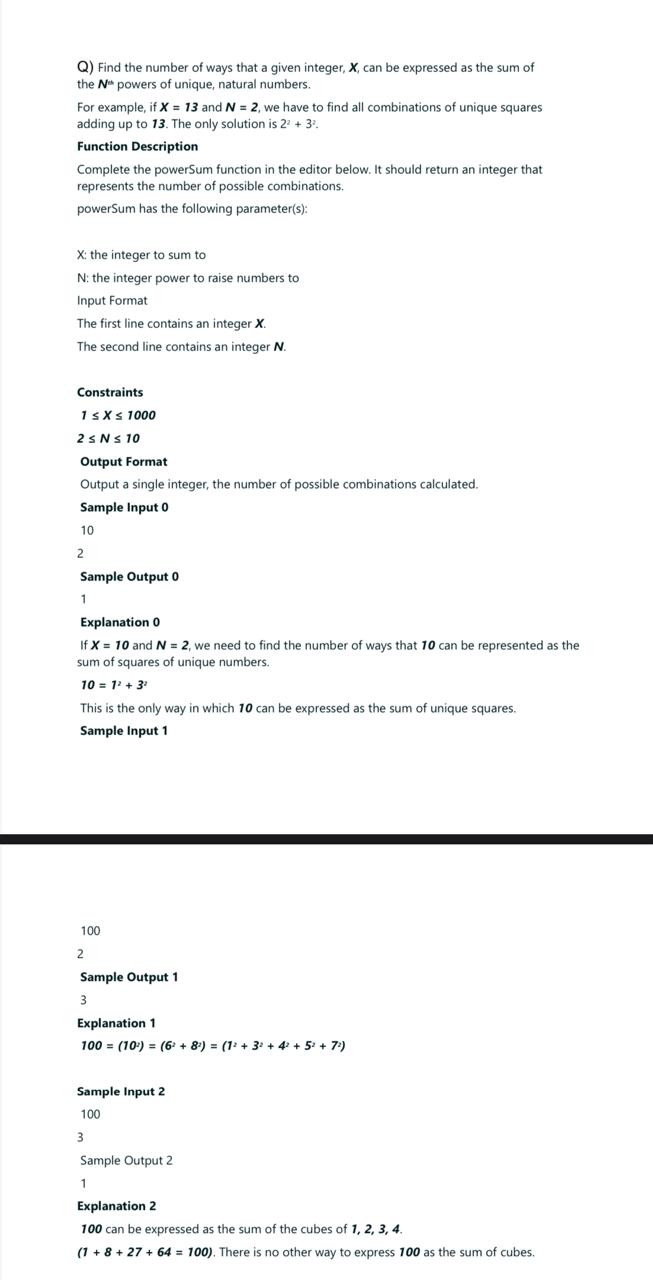 Q) Find the number of ways that a given integer, X, can be expressed as the sum of
the Nᵗʰ powers of unique, natural numbers.
For example, if X = 13 and N = 2, we have to find all combinations of unique squares
adding up to 13. The only solution is 2² + 3².
Function Description
Complete the powerSum function in the editor below. It should return an integer that
represents the number of possible combinations.
powerSum has the following parameter(s):
X: the integer to sum to
N: the integer power to raise numbers to
Input Format
The first line contains an integer X.
The second line contains an integer N.
Constraints
1 ≤ X ≤ 1000
2 ≤ N ≤ 10
Output Format
Output a single integer, the number of possible combinations calculated.
Sample Input 0
10
2
Sample Output 0
1
Explanation 0
If X = 10 and N = 2, we need to find the number of ways that 10 can be represented as the
sum of squares of unique numbers.
10 = 1² + 3²
This is the only way in which 10 can be expressed as the sum of unique squares.
Sample Input 1
100
2
Sample Output 1
3
Explanation 1
100 = (10²) = (6² + 8²) = (1² + 3² + 4² + 5² + 7²)
Sample Input 2
100
3
Sample Output 2
1
Explanation 2
100 can be expressed as the sum of the cubes of 1, 2, 3, 4.
(1 + 8 + 27 + 64 = 100). There is no other way to express 100 as the sum of cubes.